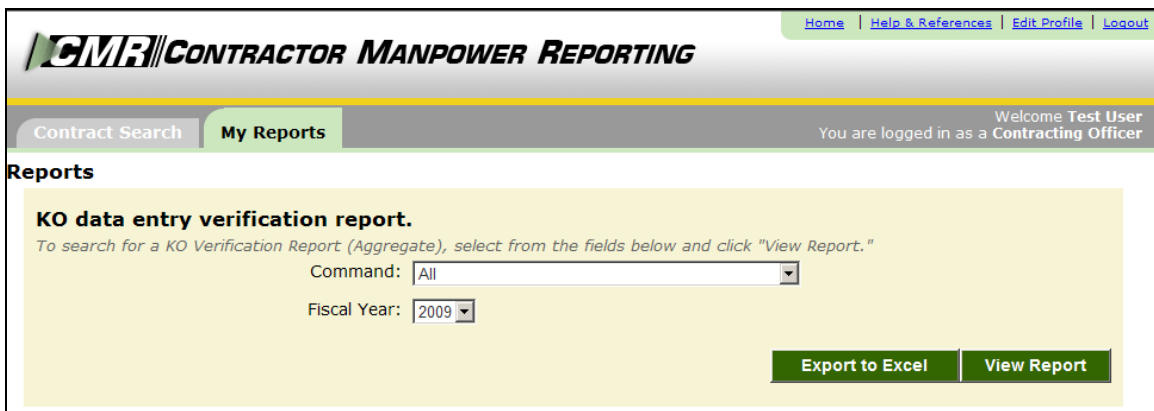 Home | Help & References | Edit Profile | Logout
CMR CONTRACTOR MANPOWER REPORTING
Contract Search My Reports
Welcome Test User
You are logged in as a Contracting Officer
Reports
KO data entry verification report.
To search for a KO Verification Report (Aggregate), select from the fields below and click "View Report."
Command: All
Fiscal Year: 2009
Export to Excel View Report